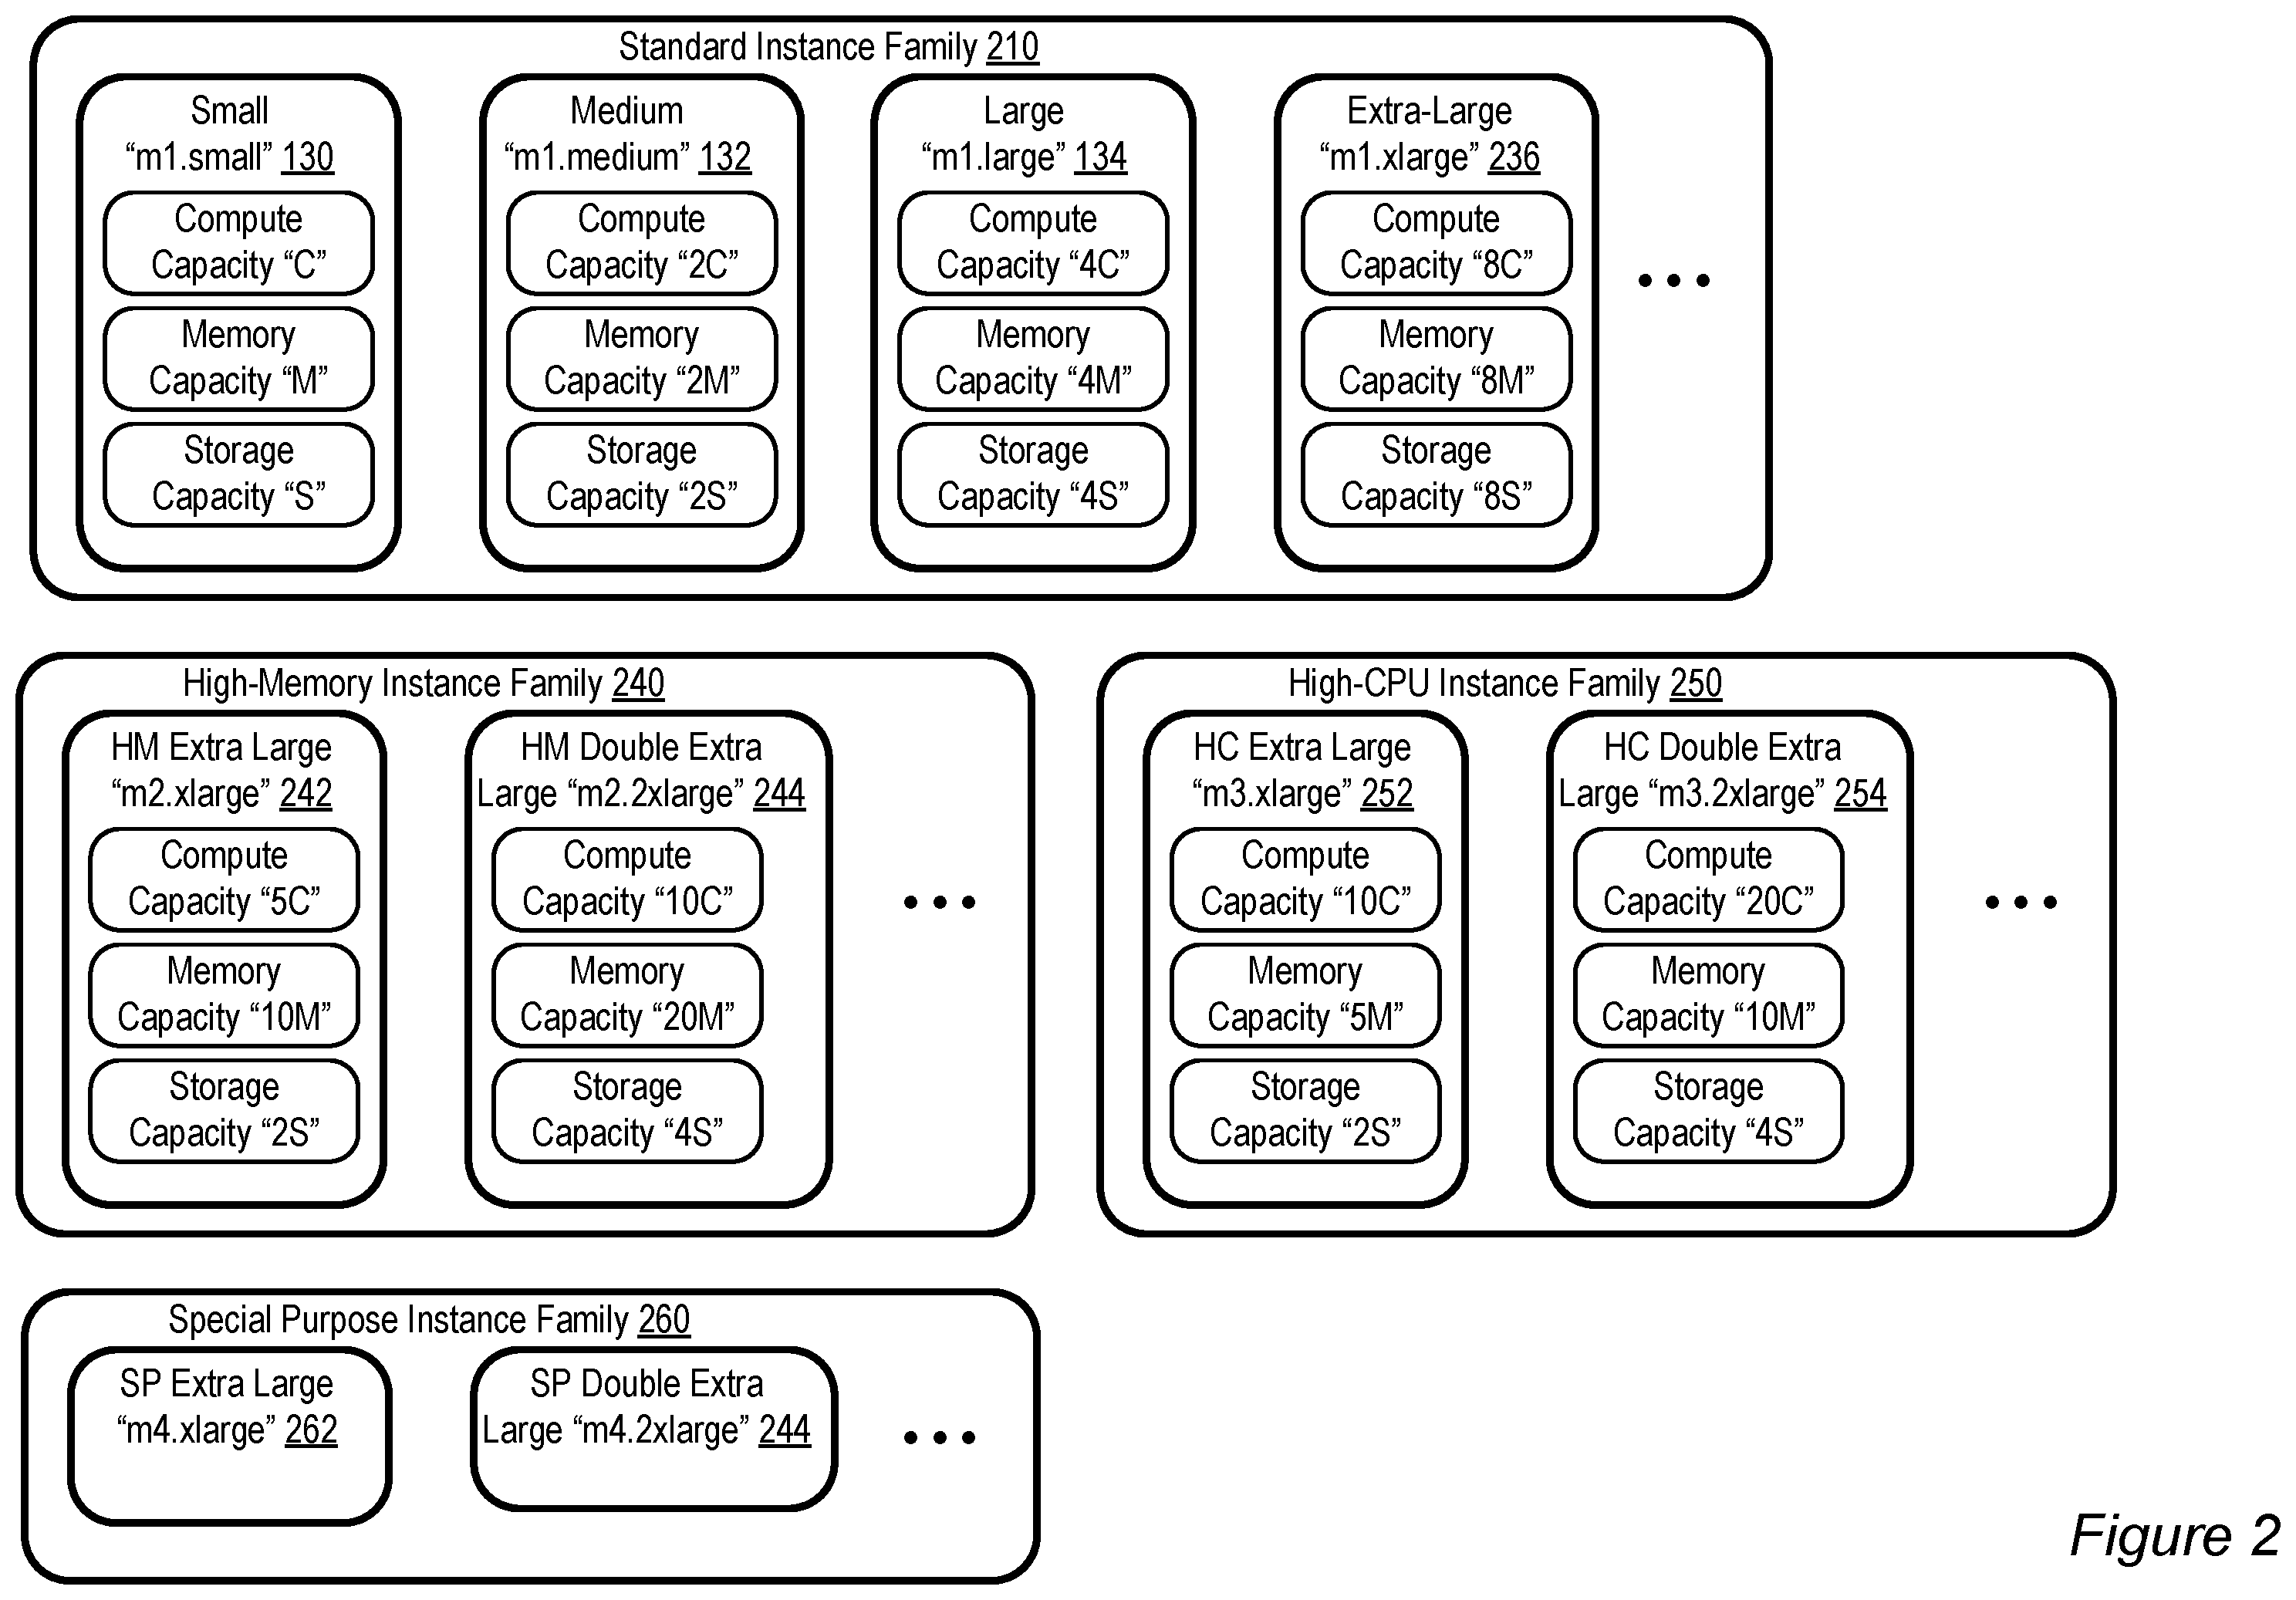 Standard Instance Family 210
Small
“m1.small” 130
Compute
Capacity “C”
Memory
Capacity “M”
Storage
Capacity “S”
Medium
“m1.medium” 132
Compute
Capacity “2C”
Memory
Capacity “2M”
Storage
Capacity “2S”
Large
“m1.large” 134
Compute
Capacity “4C”
Memory
Capacity “4M”
Storage
Capacity “4S”
Extra-Large
“m1.xlarge” 236
Compute
Capacity “8C”
Memory
Capacity “8M”
Storage
Capacity “8S”
● ● ●
High-Memory Instance Family 240
HM Extra Large
“m2.xlarge” 242
Compute
Capacity “5C”
Memory
Capacity “10M”
Storage
Capacity “2S”
HM Double Extra
Large “m2.2xlarge” 244
Compute
Capacity “10C”
Memory
Capacity “20M”
Storage
Capacity “4S”
● ● ●
High-CPU Instance Family 250
HC Extra Large
“m3.xlarge” 252
Compute
Capacity “10C”
Memory
Capacity “5M”
Storage
Capacity “2S”
HC Double Extra
Large “m3.2xlarge” 254
Compute
Capacity “20C”
Memory
Capacity “10M”
Storage
Capacity “4S”
● ● ●
Special Purpose Instance Family 260
SP Extra Large
“m4.xlarge” 262
SP Double Extra
Large “m4.2xlarge” 244
● ● ●
Figure 2